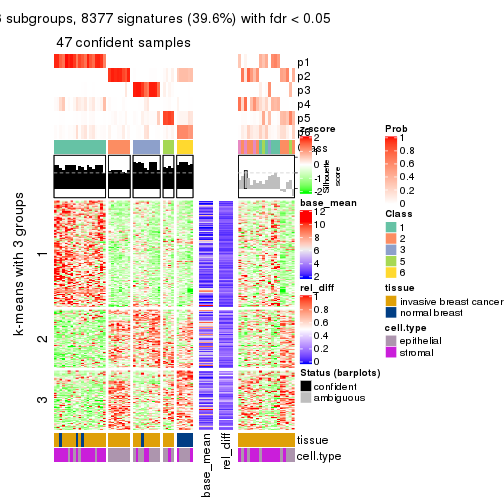 subgroups, 8377 signatures (39.6%) with fdr < 0.05
47 confident samples
p1
p2
p3
p4
p5
z-score
2
1
0
-1
-2
Silhouette
score
Prob
1
0.8
0.6
0.4
0.2
0
base_mean
12
10
8
6
4
2
Class
1
2
3
5
6
k-means with 3 groups
1
2
3
rel_diff
1
0.8
0.6
0.4
0.2
0
tissue
invasive breast cancer
normal breast
cell.type
epithelial
stromal
Status (barplots)
confident
ambiguous
tissue
cell.type
base_mean
rel_diff